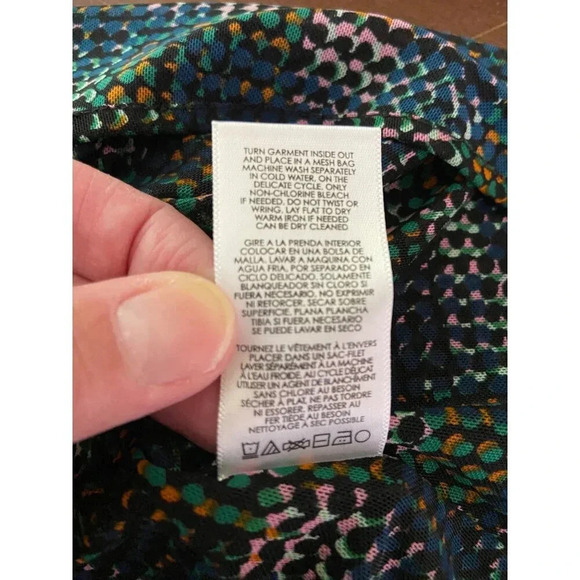 TURN GARMENT INSIDE OUT
AND PLACE IN A MESH BAG
MACHINE WASH SEPARATELY
IN COLD WATER, ON THE
DELICATE CYCLE. ONLY
NON-CHLORINE BLEACH
IF NEEDED. DO NOT TWIST OR
WRING. LAY FLAT TO DRY
WARM IRON IF NEEDED
CAN BE DRY CLEANED
GIRE A LA PRENDA INTERIOR
COLOCAR EN UNA BOLSA DE
MALLA. LAVAR A MAQUINA CON
AGUA FRIA, POR SEPARADO EN
CICLO DELICADO. SOLAMENTE
BLANQUEADOR SIN CLORO SI
FUERA NECESARIO. NO EXPRIMIR
NI RETORCER. SECAR SOBRE
SUPERFICIE. PLANA PLANCHA
TIBIA SI FUERA NECESARIO
SE PUEDE LAVAR EN SECO
TOURNEZ LE VÊTEMENT À L'ENVERS
PLACER DANS UN SAC-FILET
LAVER SÉPARÉMENT À LA MACHINE
À L'EAU FROIDE, AU CYCLE DÉLICAT
UTILISER UN AGENT DE BLANCHIMENT
SANS CHLORE AU BESOIN
SÉCHER À PLAT, NE PAS TORDRE
NI ESSORER. REPASSER AU
FER TIÈDE AU BESOIN
NETTOYAGE À SEC POSSIBLE